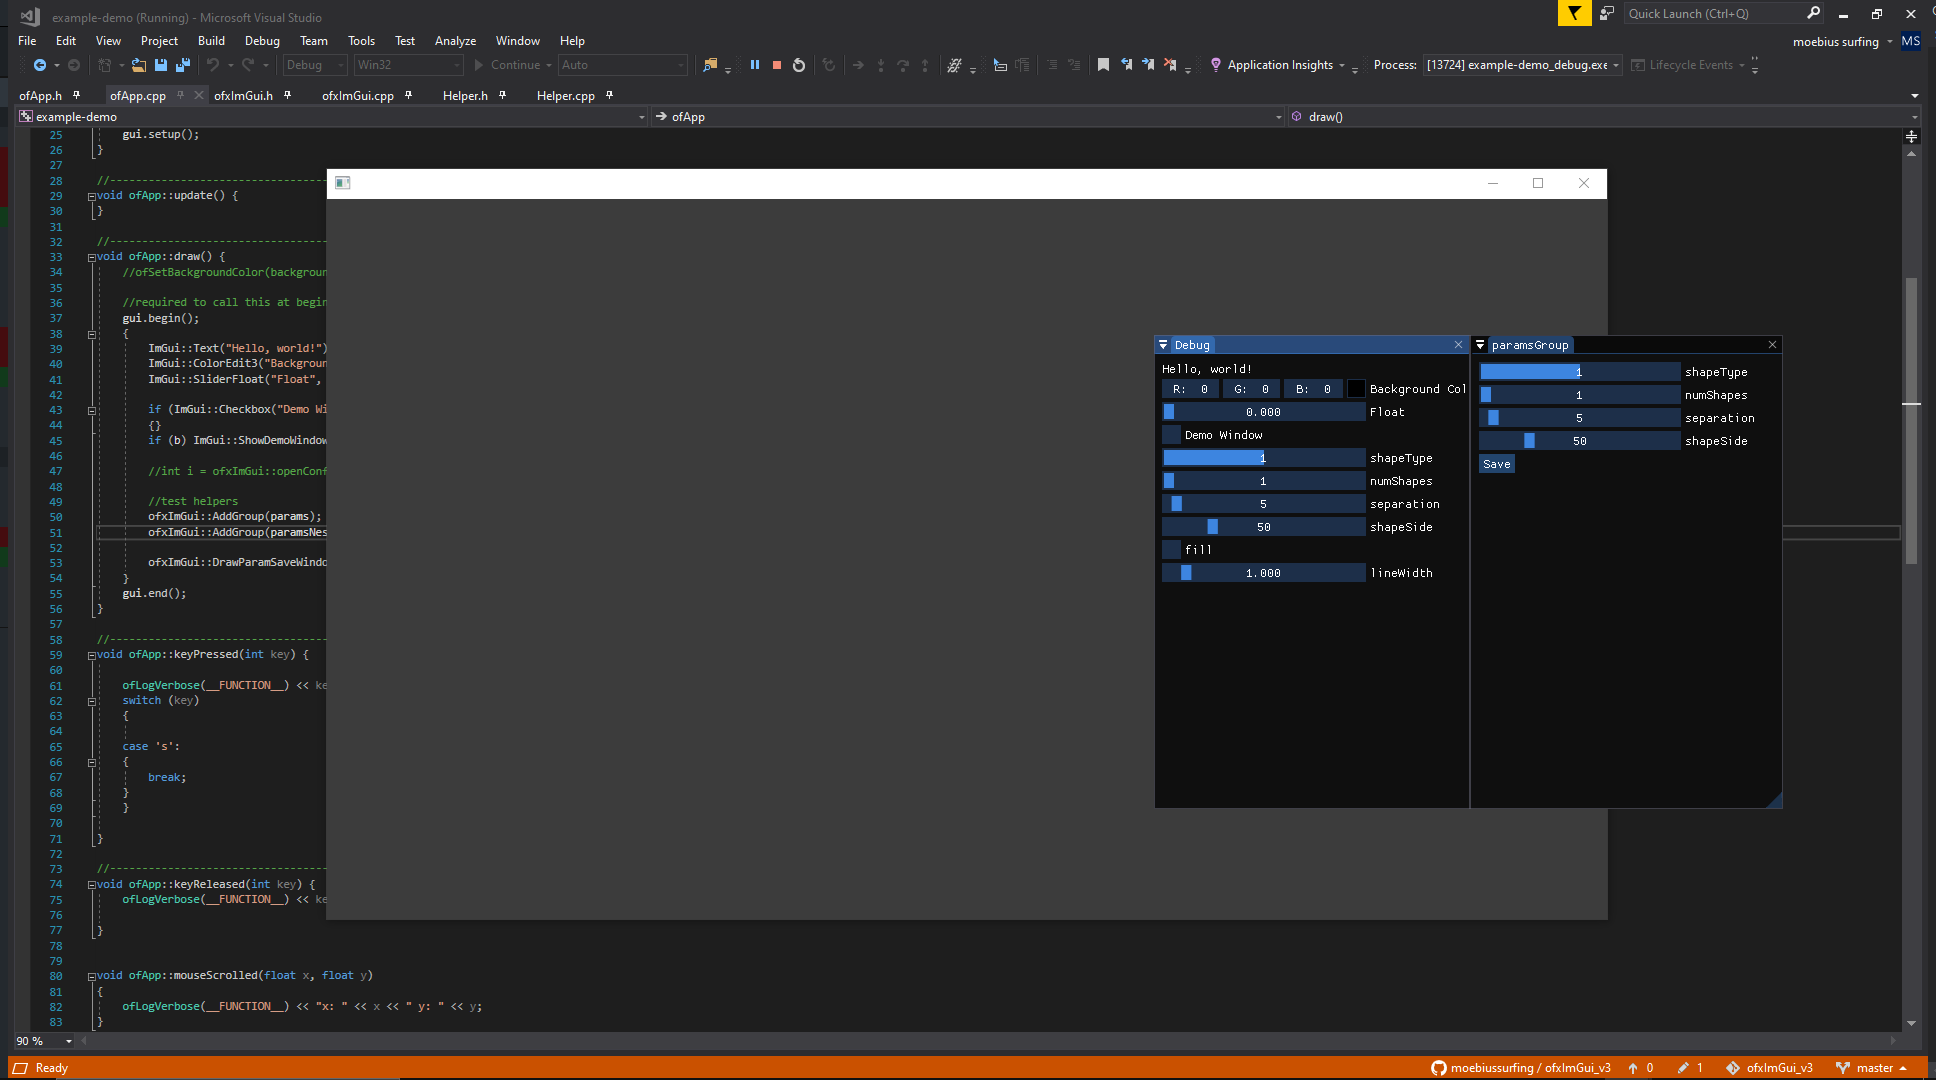 example-demo (Running) - Microsoft Visual Studio
Quick Launch (Ctrl+Q)
File Edit View Project Build Debug Team Tools Test Analyze Window Help
moebius surfing MS
Debug Win32 Continue Auto Application Insights Process: [13724] example-demo_debug.exe Lifecycle Events
ofApp.h ofApp.cpp ofxImGui.h ofxImGui.cpp Helper.h Helper.cpp
example-demo ofApp draw()
25 gui.setup();
26 }
27
28 //----------------------------------
29 void ofApp::update() {
30 }
31
32 //----------------------------------
33 void ofApp::draw() {
34 //ofSetBackgroundColor(backgroun
35
36 //required to call this at begin
37 gui.begin();
38 {
39 ImGui::Text("Hello, world!")
40 ImGui::ColorEdit3("Backgroun
41 ImGui::SliderFloat("Float",
42
43 if (ImGui::Checkbox("Demo Wi
44 {}
45 if (b) ImGui::ShowDemoWindow
46
47 //int i = ofxImGui::openConf
48
49 //test helpers
50 ofxImGui::AddGroup(params);
51 ofxImGui::AddGroup(paramsNes
52
53 ofxImGui::DrawParamSaveWindo
54 }
55 gui.end();
56 }
57
58 //----------------------------------
59 void ofApp::keyPressed(int key) {
60
61 ofLogVerbose(__FUNCTION__) << ke
62 switch (key)
63 {
64
65 case 's':
66 {
67 break;
68 }
69 }
70
71 }
72
73 //----------------------------------
74 void ofApp::keyReleased(int key) {
75 ofLogVerbose(__FUNCTION__) << ke
76
77 }
78
79
80 void ofApp::mouseScrolled(float x, float y)
81 {
82 ofLogVerbose(__FUNCTION__) << "x: " << x << " y: " << y;
83 }
Debug
Hello, world!
R: 0 G: 0 B: 0 Background Col
0.000 Float
Demo Window
1 shapeType
1 numShapes
5 separation
50 shapeSide
fill
1.000 lineWidth
paramsGroup
1 shapeType
1 numShapes
5 separation
50 shapeSide
Save
90 %
Ready moebiussurfing / ofxImGui_v3 0 1 ofxImGui_v3 master